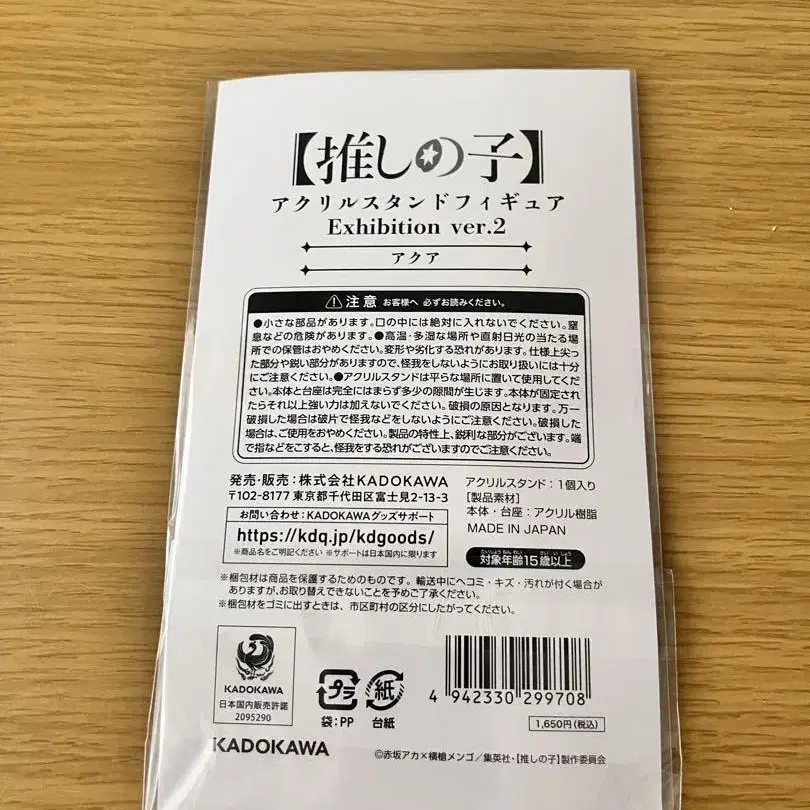 【推しの子】
アクリルスタンドフィギュア
Exhibition ver.2
アクア
注意 お客様へ 必ずお読みください。
●小さな部品があります。口の中には絶対に入れないでください。窒
息などの危険があります。●高温・多湿な場所や直射日光の当たる場
所での保管はおやめください。変形や劣化する恐れがあります。仕様上尖っ
た部分や鋭い部分がありますので、怪我をしないようにお取り扱いには十分
にご注意ください。●アクリルスタンドは平らな場所に置いて使用してくだ
さい。本体と台座は完全にはまらず多少の隙間が生じます。本体が固定され
たらそれ以上強い力は加えないでください。破損の原因となります。万一
破損した場合は破片で怪我などをしないようにご注意ください。破損した
場合は、ご使用をおやめください。製品の特性上、鋭利な部分がございます。端
で指などをこすると、怪我をする恐れがございますのでご注意ください。
発売・販売：株式会社KADOKAWA
〒102-8177 東京都千代田区富士見2-13-3
お問い合わせ：KADOKAWAグッズサポート
https://kdq.jp/kdgoods/
※商品名をご明記ください ※サポートは日本国内に限ります
アクリルスタンド：1個入り
[製品素材]
本体・台座：アクリル樹脂
MADE IN JAPAN
たいしょうねんれい さいいじょう
対象年齢15歳以上
※梱包材は商品を保護するためのものです。輸送中にヘコミ・キズ・汚れが付く場合が
ありますが、お取り替えできないことを予めご了承ください。
※梱包材をゴミに出すときは、市区町村の区分にしたがってください。
KADOKAWA
日本国内販売許諾
2095290
プラ
袋：PP
紙
台紙
4 942330 299708
1,650円（税込）
KADOKAWA
©赤坂アカ×横槍メンゴ／集英社・【推しの子】製作委員会